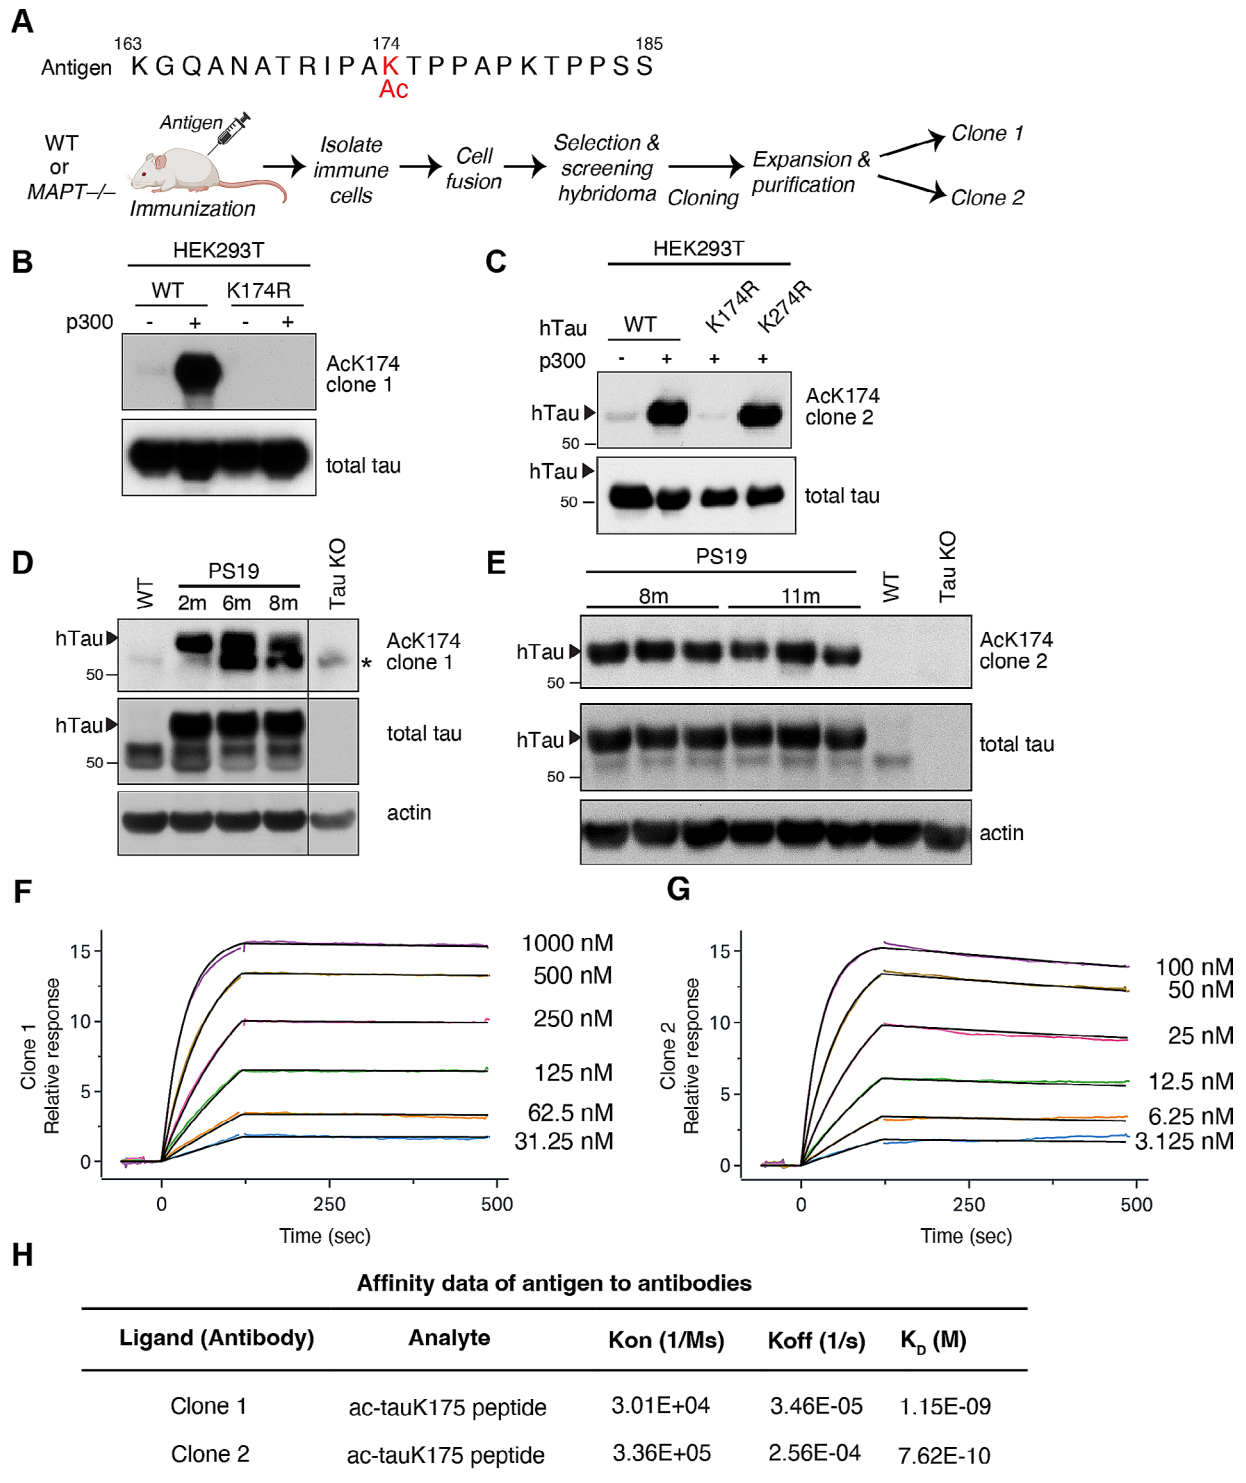 A
163 174 185
Antigen K G Q A N A T R I P A K T P P A P K T P P S S
Ac
WT
or
MAPT–/–
Antigen
Immunization
Isolate
immune
cells
Cell
fusion
Selection &
screening
hybridoma
Cloning
Expansion &
purification
Clone 1
Clone 2
B
HEK293T
WT K174R
p300 - + - +
AcK174
clone 1
total tau
C
HEK293T
hTau WT K174R K274R
p300 - + + +
hTau
50
AcK174
clone 2
hTau
50
total tau
D
WT PS19 Tau KO
2m 6m 8m
hTau
50
AcK174
clone 1
*
hTau
50
total tau
actin
E
PS19 WT Tau KO
8m 11m
hTau
50
AcK174
clone 2
hTau
50
total tau
actin
F
Clone 1
Relative response
15
10
5
0
0 250 500
Time (sec)
1000 nM
500 nM
250 nM
125 nM
62.5 nM
31.25 nM
G
Clone 2
Relative response
15
10
5
0
0 250 500
Time (sec)
100 nM
50 nM
25 nM
12.5 nM
6.25 nM
3.125 nM
H
Affinity data of antigen to antibodies
Ligand (Antibody) Analyte Kon (1/Ms) Koff (1/s) KD (M)
Clone 1 ac-tauK175 peptide 3.01E+04 3.46E-05 1.15E-09
Clone 2 ac-tauK175 peptide 3.36E+05 2.56E-04 7.62E-10